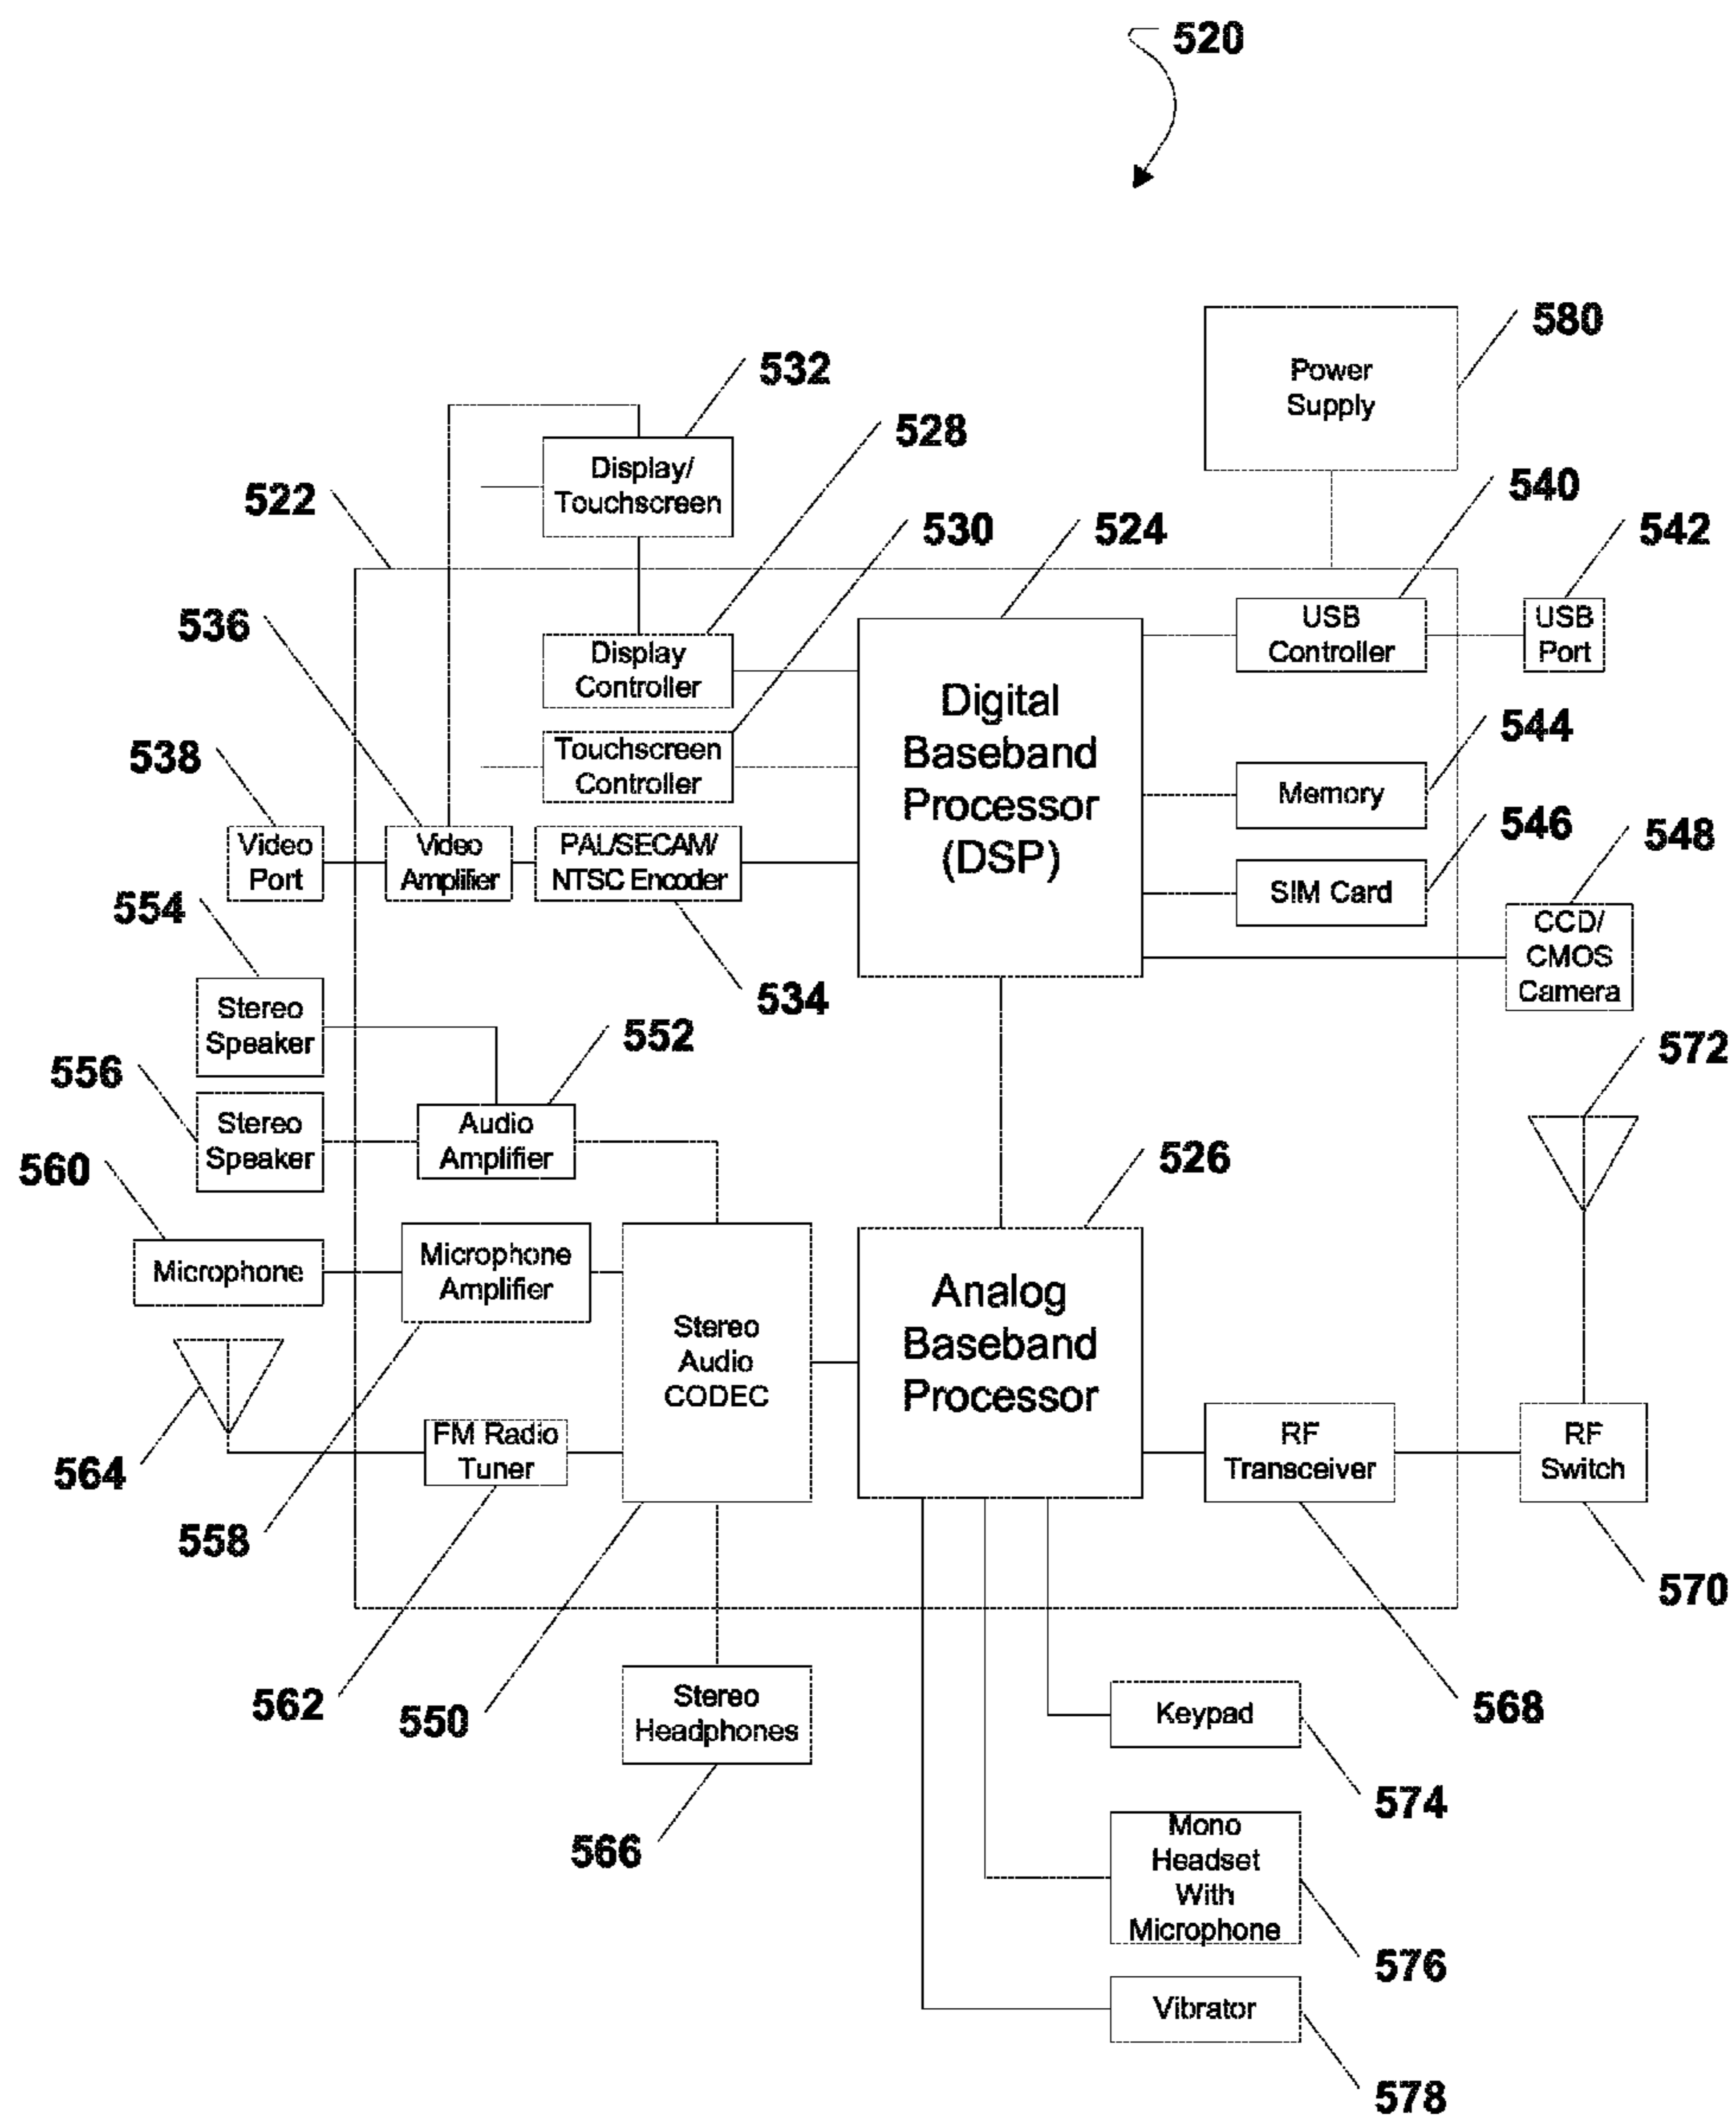 520
580
Power
Supply
532
528
Display/
Touchscreen
522
530
524
540
542
536
USB
Controller
USB
Port
Display
Controller
Digital
Baseband
Processor
(DSP)
538
Touchscreen
Controller
544
Memory
546
548
Video
Port
Video
Amplifier
PAL/SECAM/
NTSC Encoder
SIM Card
554
CCD/
CMOS
Camera
534
Stereo
Speaker
552
572
556
Stereo
Speaker
Audio
Amplifier
526
560
Microphone
Microphone
Amplifier
Stereo
Audio
CODEC
Analog
Baseband
Processor
564
FM Radio
Tuner
RF
Transceiver
RF
Switch
558
570
562
550
Stereo
Headphones
Keypad
568
566
574
Mono
Headset
With
Microphone
576
Vibrator
578